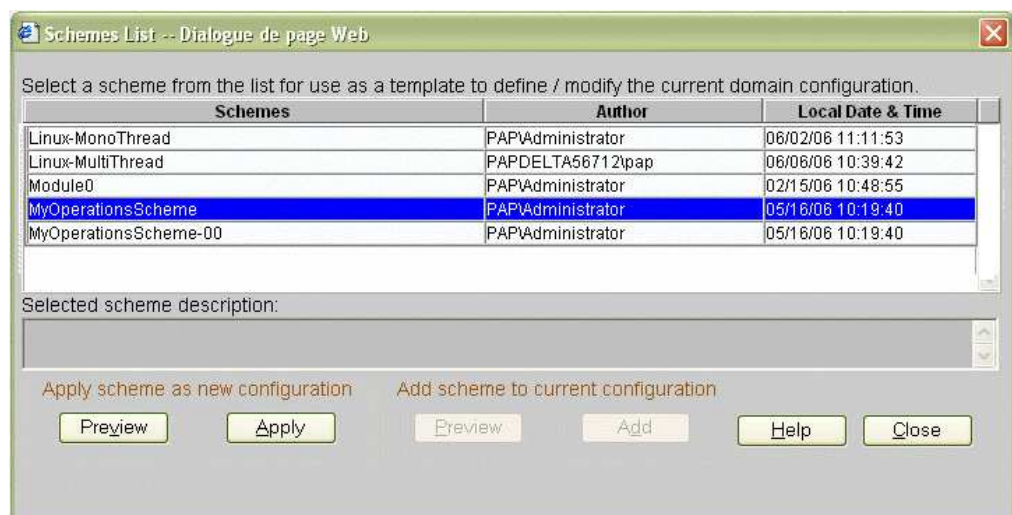 Schemes List -- Dialogue de page Web
Select a scheme from the list for use as a template to define / modify the current domain configuration.
Schemes Author Local Date & Time
Linux-MonoThread PAP\Administrator 06/02/06 11:11:53
Linux-MultiThread PAPDELTA56712\pap 06/06/06 10:39:42
Module0 PAP\Administrator 02/15/06 10:48:55
MyOperationsScheme PAP\Administrator 05/16/06 10:19:40
MyOperationsScheme-00 PAP\Administrator 05/16/06 10:19:40
Selected scheme description:
Apply scheme as new configuration Add scheme to current configuration
Preview Apply Preview Add Help Close